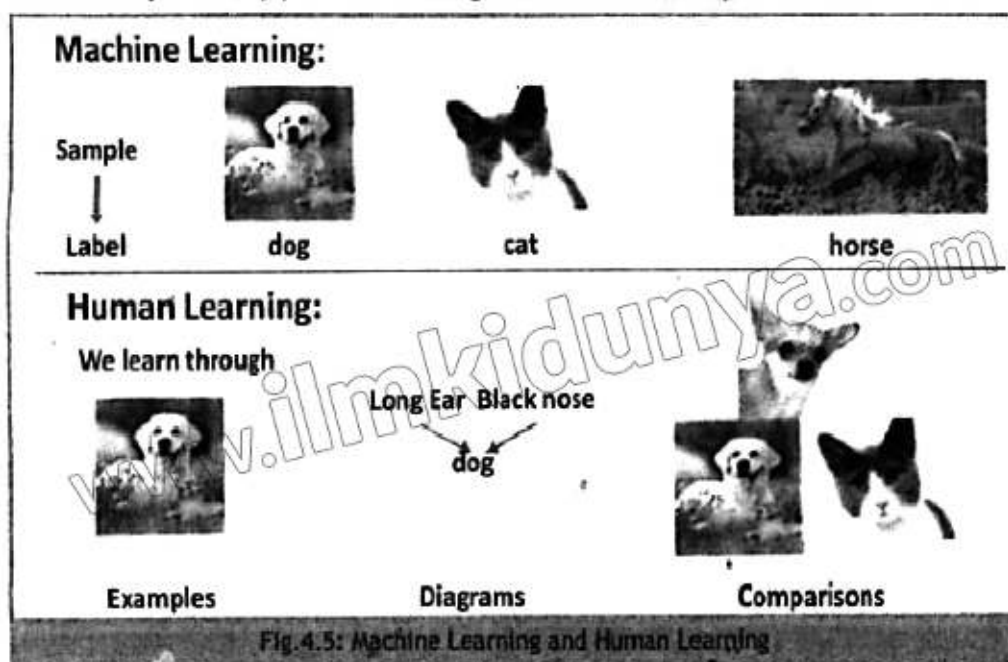 Machine Learning:
Sample
Label
dog
cat
horse
Human Learning:
We learn through
Long Ear Black nose
dog
Examples
Diagrams
Comparisons
Fig.4.5: Machine Learning and Human Learning
www.ilmkidunya.com